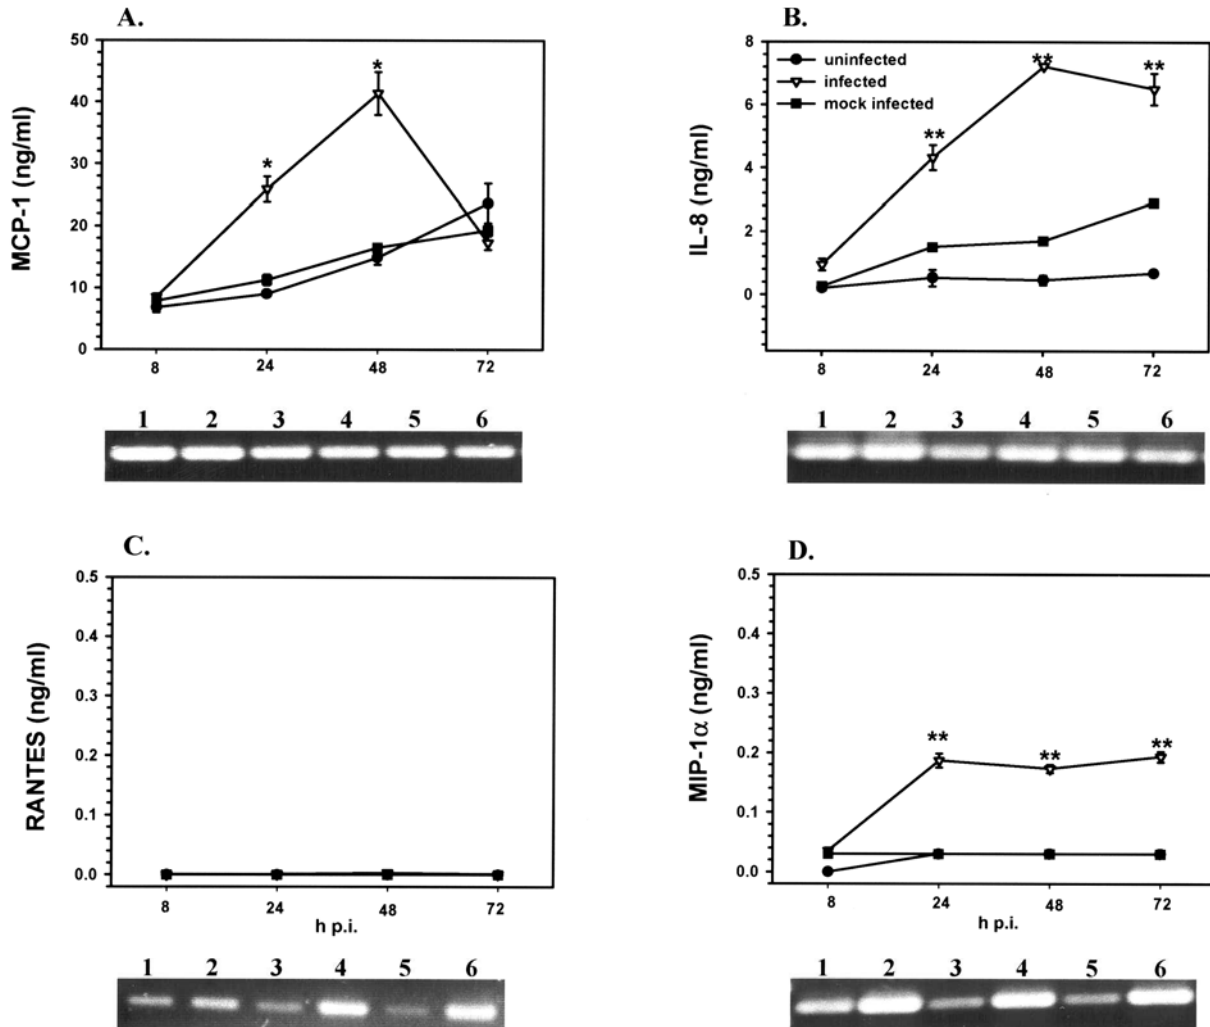 A.
50
40
30
20
10
0
MCP-1 (ng/ml)
*
*
8 24 48 72
1 2 3 4 5 6
B.
8
6
4
2
0
IL-8 (ng/ml)
uninfected
infected
mock infected
**
**
**
8 24 48 72
1 2 3 4 5 6
C.
0.5
0.4
0.3
0.2
0.1
0.0
RANTES (ng/ml)
8 24 48 72
h p.i.
1 2 3 4 5 6
D.
0.5
0.4
0.3
0.2
0.1
0.0
MIP-1α (ng/ml)
**
**
**
8 24 48 72
h p.i.
1 2 3 4 5 6